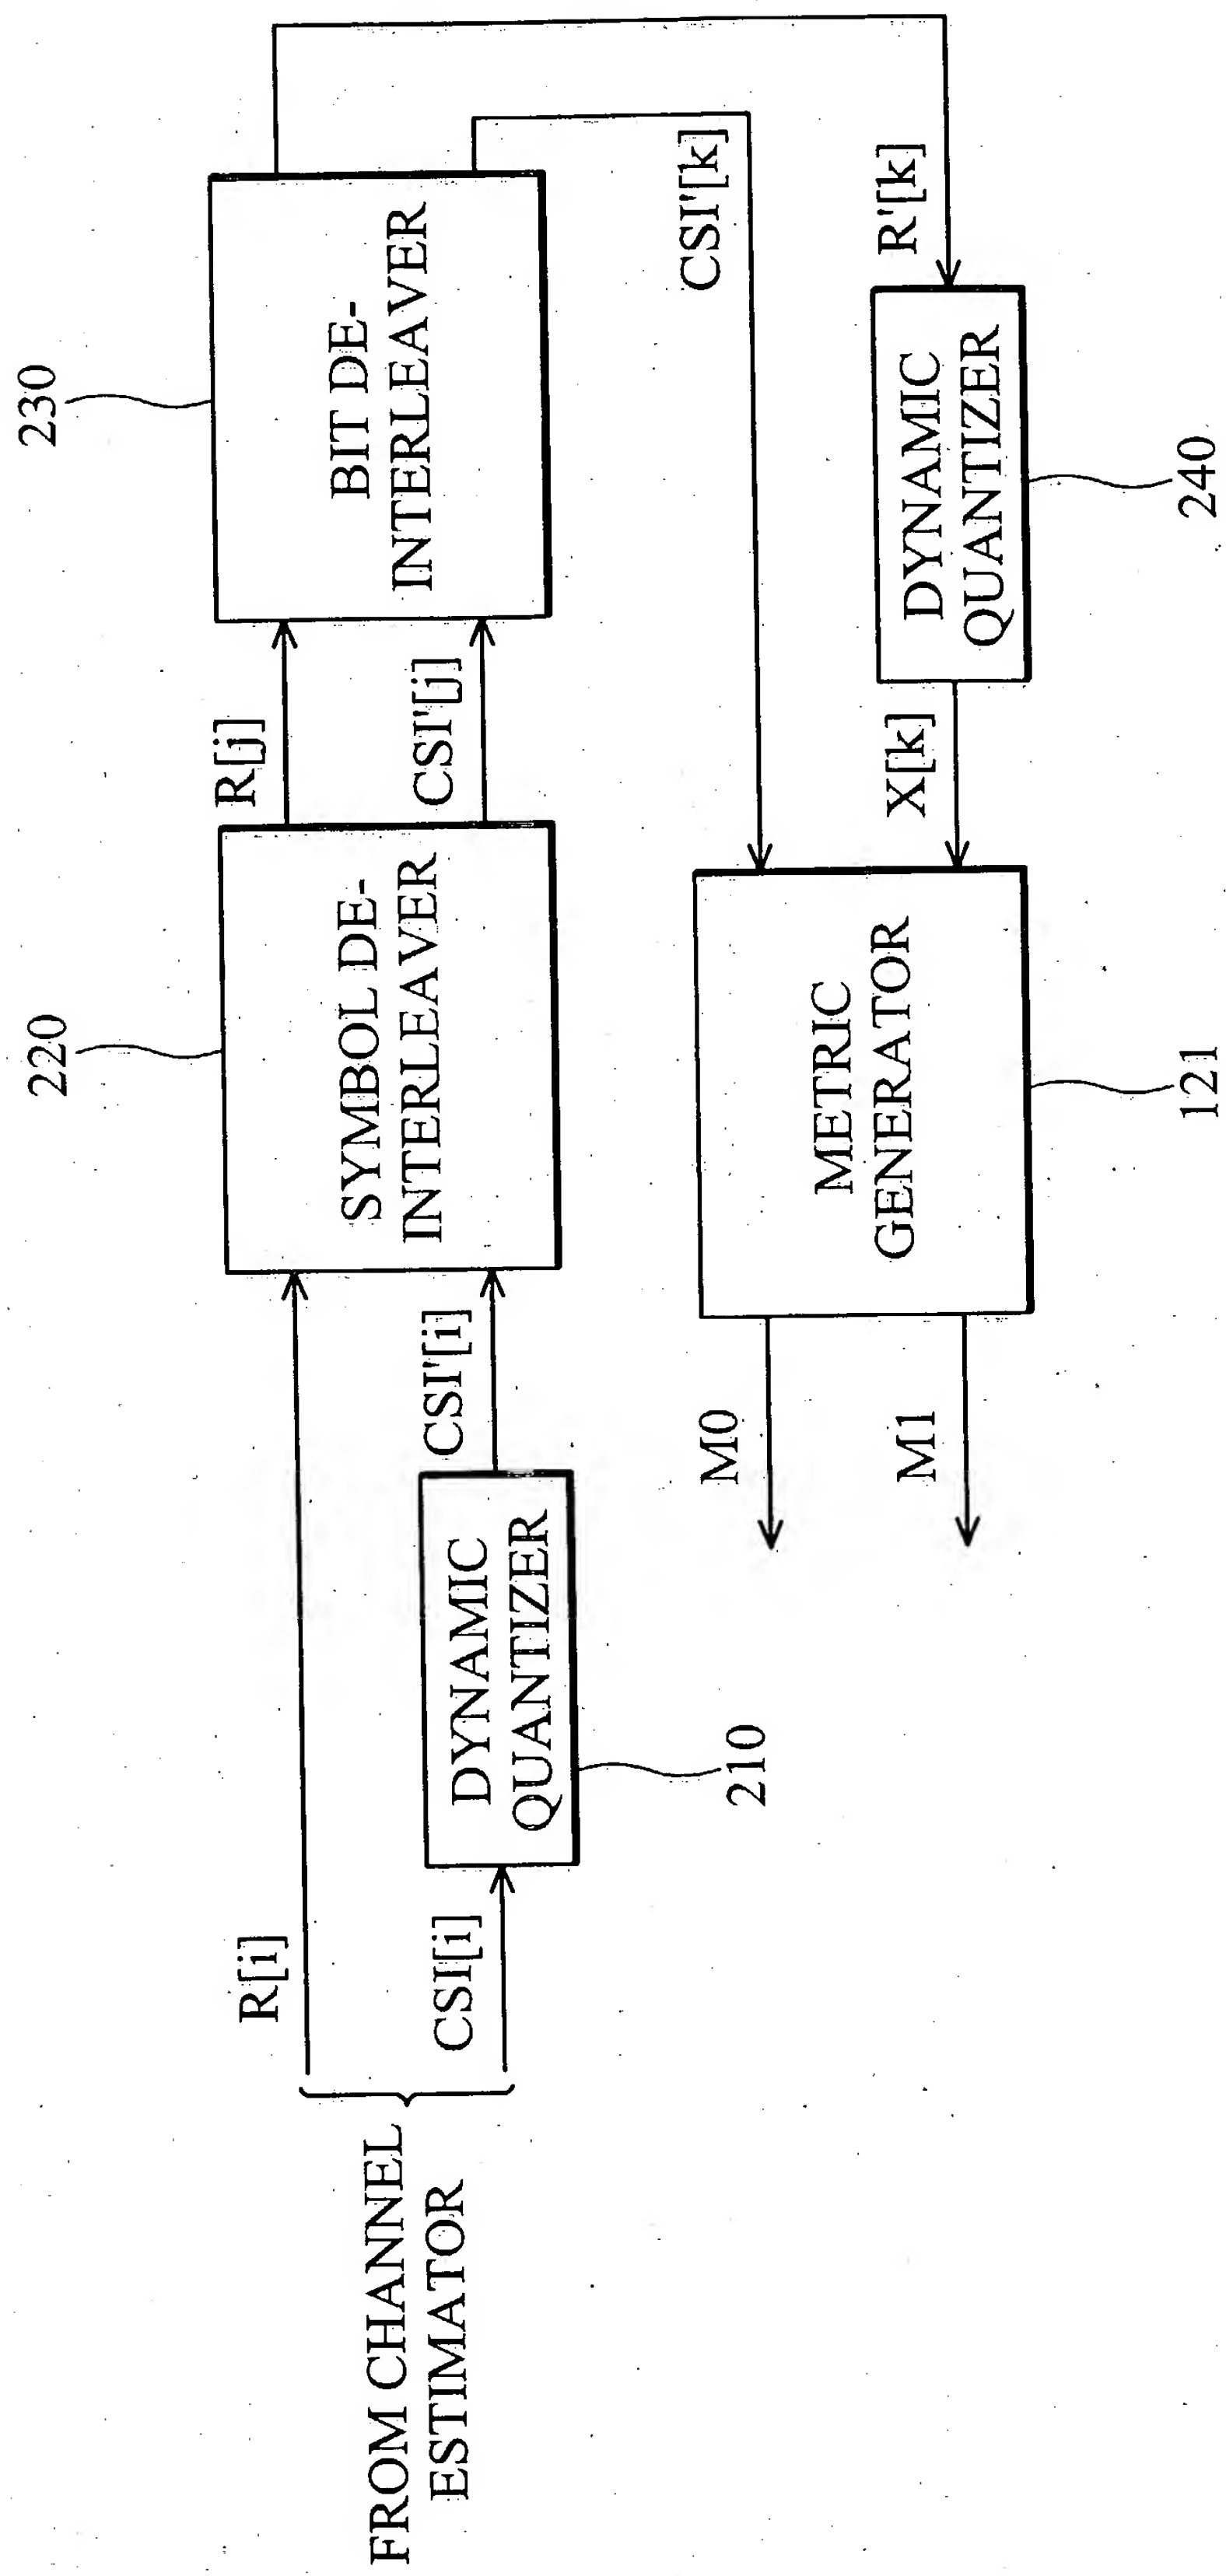 FROM CHANNEL
ESTIMATOR
R[i]
CSI[i]
DYNAMIC
QUANTIZER
210
CSI'[i]
220
SYMBOL DE-
INTERLEAVER
R[j]
CSI'[j]
230
BIT DE-
INTERLEAVER
CSI'[k]
R'[k]
DYNAMIC
QUANTIZER
240
X[k]
METRIC
GENERATOR
121
M0
M1